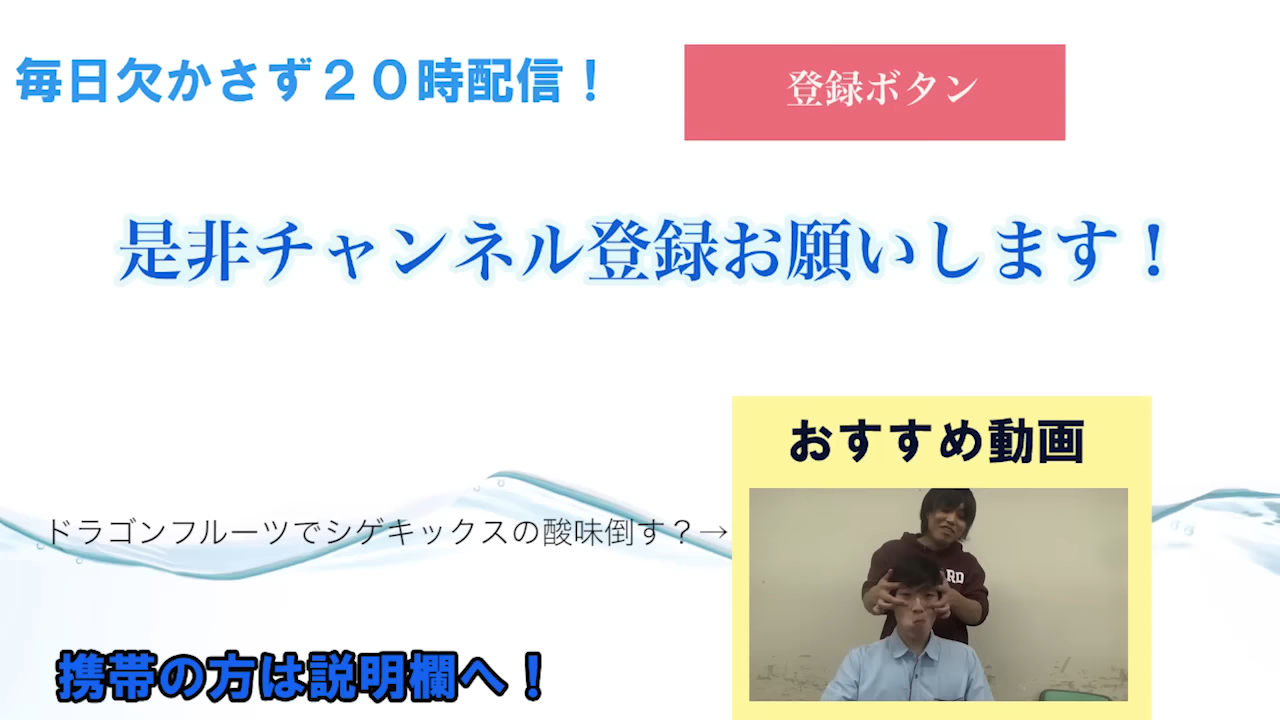 毎日欠かさず２０時配信！
登録ボタン
是非チャンネル登録お願いします！
おすすめ動画
ドラゴンフルーツでシゲキックスの酸味倒す？→
RD
携帯の方は説明欄へ！